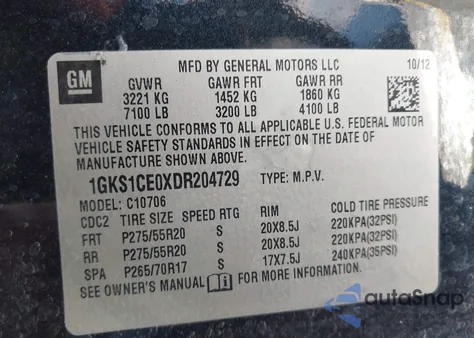 GM
MFD BY GENERAL MOTORS LLC 10/12
GVWR GAWR FRT GAWR RR
3221 KG 1452 KG 1860 KG
7100 LB 3200 LB 4100 LB
THIS VEHICLE CONFORMS TO ALL APPLICABLE U.S. FEDERAL MOTOR
VEHICLE SAFETY STANDARDS IN EFFECT ON THE DATE OF
MANUFACTURE SHOWN ABOVE.
1GKS1CE0XDR204729 TYPE: M.P.V.
MODEL: C10706
CDC2 TIRE SIZE SPEED RTG RIM COLD TIRE PRESSURE
FRT P275/55R20 S 20X8.5J 220KPA(32PSI)
RR P275/55R20 S 20X8.5J 220KPA(32PSI)
SPA P265/70R17 S 17X7.5J 240KPA(35PSI)
SEE OWNER'S MANUAL FOR MORE INFORMATION.
autoSnap